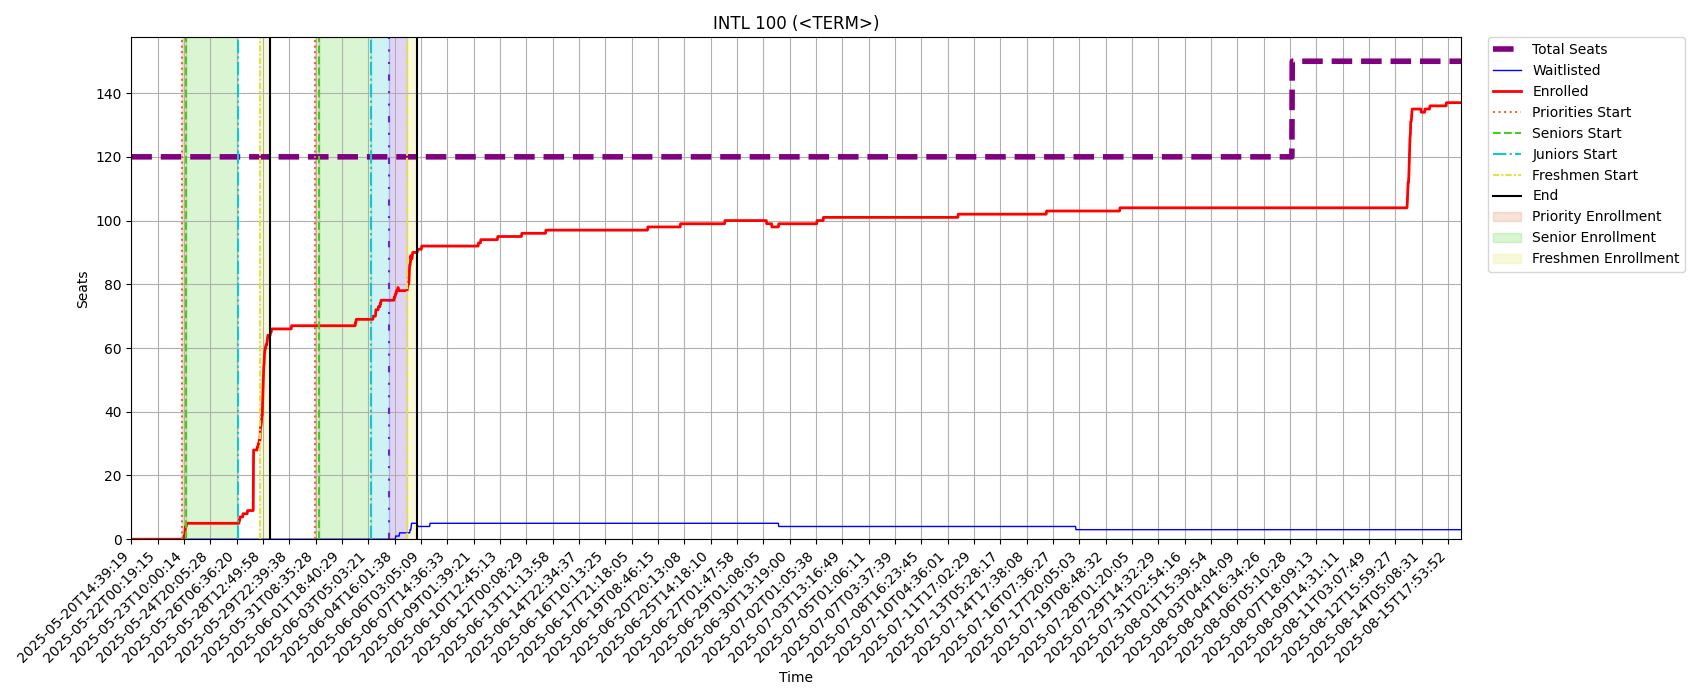 INTL 100 (<TERM>)
Total Seats
Waitlisted
Enrolled
Priorities Start
Seniors Start
Juniors Start
Freshmen Start
End
Priority Enrollment
Senior Enrollment
Freshmen Enrollment
Seats
140
120
100
80
60
40
20
0
2025-05-20T14:39:19
2025-05-22T00:19:15
2025-05-23T10:00:14
2025-05-24T20:05:28
2025-05-26T06:36:20
2025-05-28T12:49:58
2025-05-29T22:39:38
2025-05-31T08:35:28
2025-06-01T18:40:29
2025-06-03T05:03:21
2025-06-04T16:01:38
2025-06-06T03:05:09
2025-06-07T14:36:33
2025-06-10T01:39:21
2025-06-10T12:45:13
2025-06-12T00:08:29
2025-06-13T11:13:58
2025-06-14T22:34:37
2025-06-16T10:13:25
2025-06-17T21:18:05
2025-06-19T08:46:15
2025-06-20T20:13:08
2025-06-25T14:18:10
2025-06-27T01:47:58
2025-06-29T01:08:05
2025-06-30T13:19:00
2025-07-02T01:05:38
2025-07-03T13:16:49
2025-07-05T01:06:11
2025-07-07T03:37:39
2025-07-08T16:23:45
2025-07-10T04:36:01
2025-07-11T17:02:29
2025-07-13T05:28:17
2025-07-14T17:38:08
2025-07-16T07:36:27
2025-07-17T20:05:03
2025-07-19T08:48:32
2025-07-28T01:20:05
2025-07-29T14:32:29
2025-07-31T02:54:16
2025-08-01T15:39:54
2025-08-03T04:04:09
2025-08-04T16:34:26
2025-08-06T05:10:28
2025-08-07T18:09:13
2025-08-09T14:31:11
2025-08-11T03:07:49
2025-08-12T15:59:27
2025-08-14T05:08:31
2025-08-15T17:53:52
Time